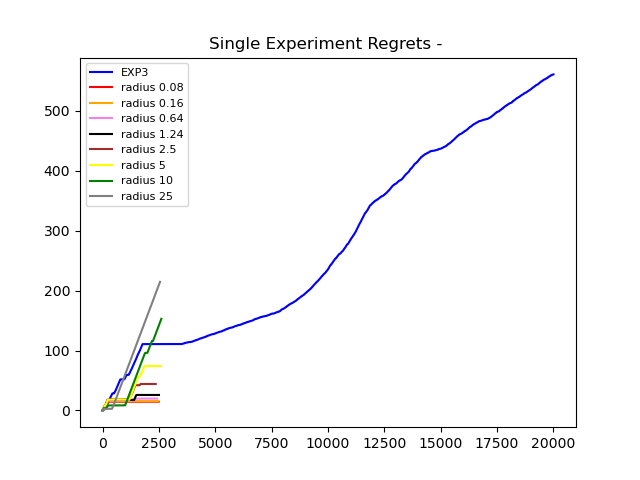 Single Experiment Regrets -
EXP3
radius 0.08
radius 0.16
radius 0.64
radius 1.24
radius 2.5
radius 5
radius 10
radius 25
500
400
300
200
100
0
0 2500 5000 7500 10000 12500 15000 17500 20000